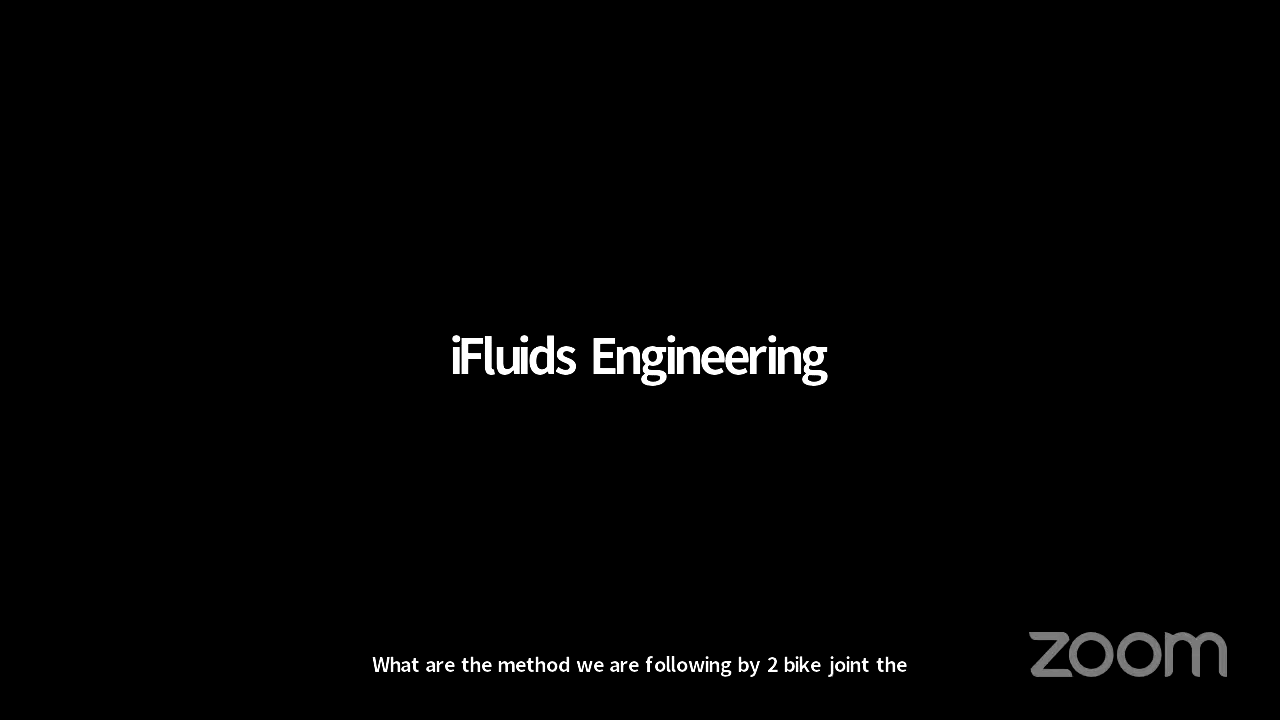 iFluids Engineering
What are the method we are following by 2 bike joint the
zoom